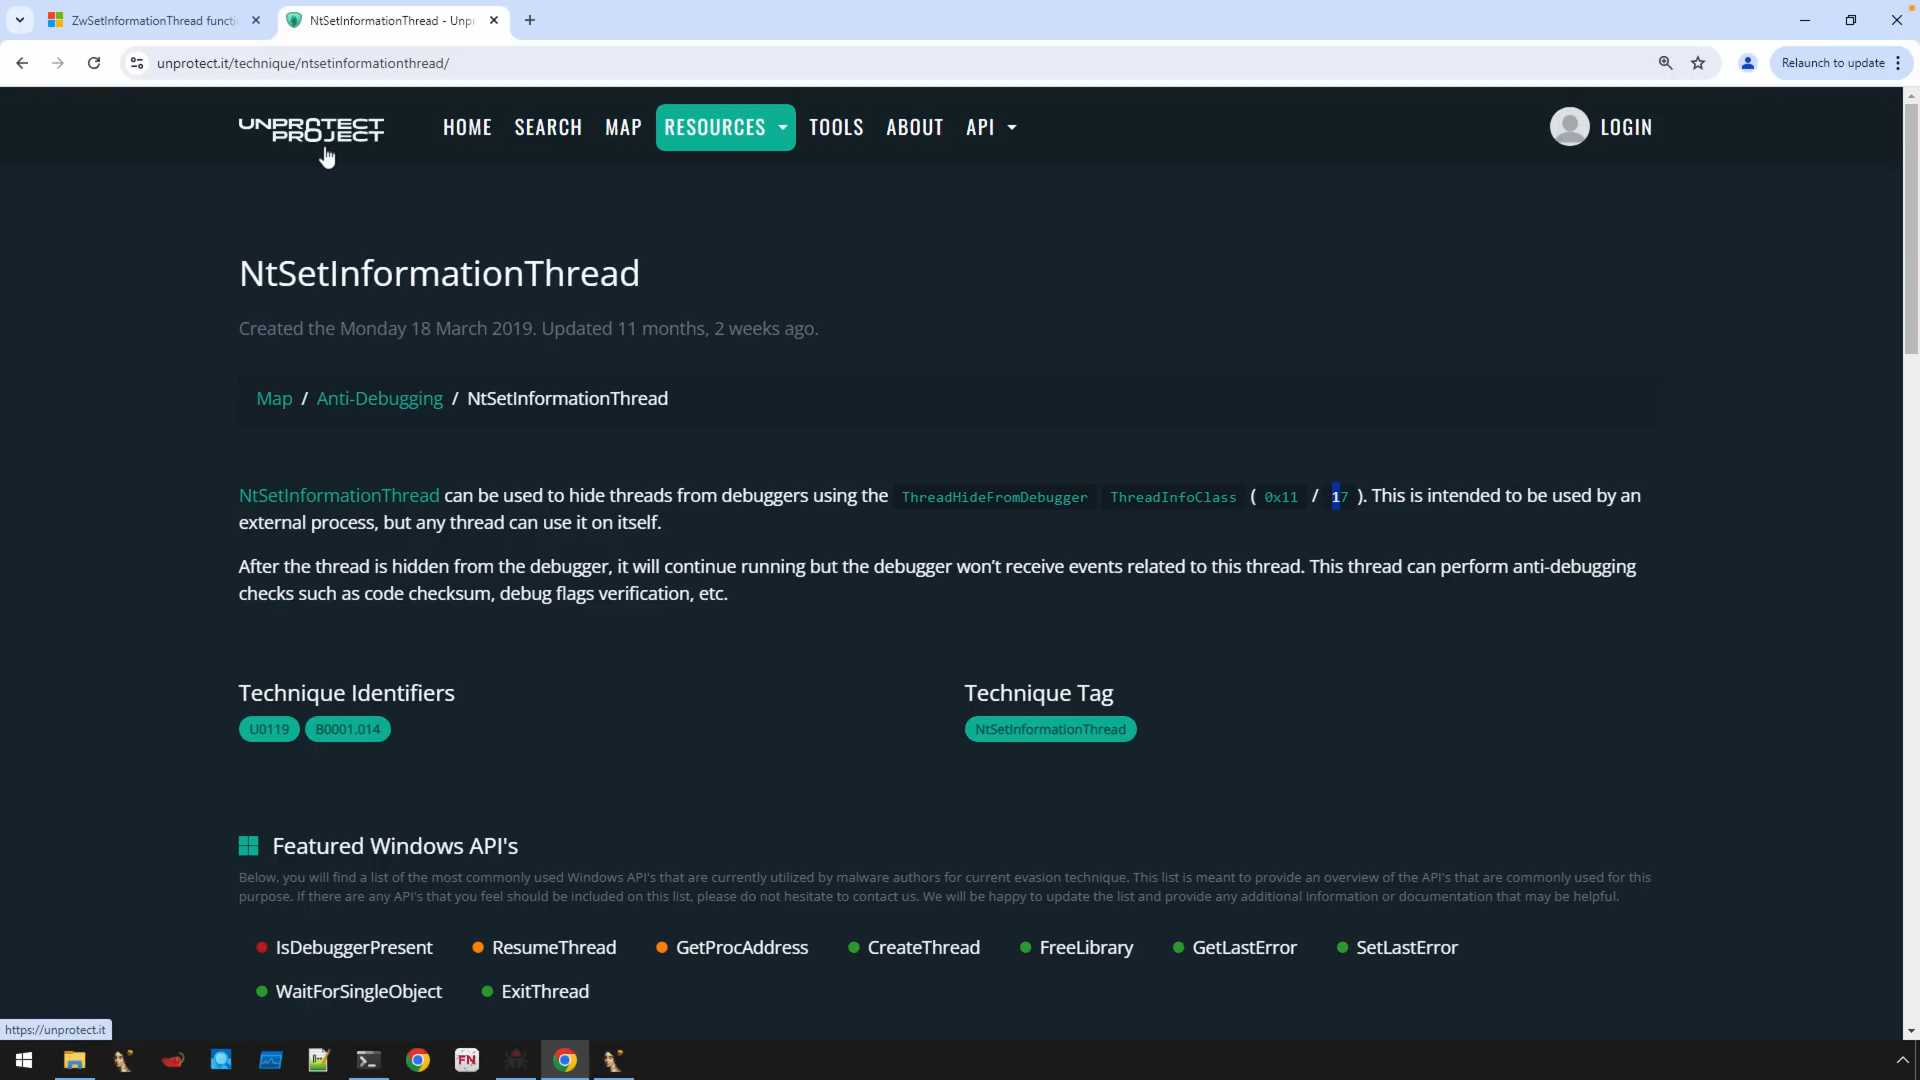 ZwSetInformationThread functi
NtSetInformationThread - Unpr
unprotect.it/technique/ntsetinformationthread/
Relaunch to update
UNPROTECT
PROJECT
HOME SEARCH MAP RESOURCES TOOLS ABOUT API LOGIN
NtSetInformationThread
Created the Monday 18 March 2019. Updated 11 months, 2 weeks ago.
Map / Anti-Debugging / NtSetInformationThread
NtSetInformationThread can be used to hide threads from debuggers using the ThreadHideFromDebugger ThreadInfoClass ( 0x11 / 17 ). This is intended to be used by an
external process, but any thread can use it on itself.
After the thread is hidden from the debugger, it will continue running but the debugger won’t receive events related to this thread. This thread can perform anti-debugging
checks such as code checksum, debug flags verification, etc.
Technique Identifiers
U0119 B0001.014
Technique Tag
NtSetInformationThread
Featured Windows API's
Below, you will find a list of the most commonly used Windows API's that are currently utilized by malware authors for current evasion technique. This list is meant to provide an overview of the API's that are commonly used for this
purpose. If there are any API's that you feel should be included on this list, please do not hesitate to contact us. We will be happy to update the list and provide any additional information or documentation that may be helpful.
IsDebuggerPresent ResumeThread GetProcAddress CreateThread FreeLibrary GetLastError SetLastError
WaitForSingleObject ExitThread
https://unprotect.it
FN